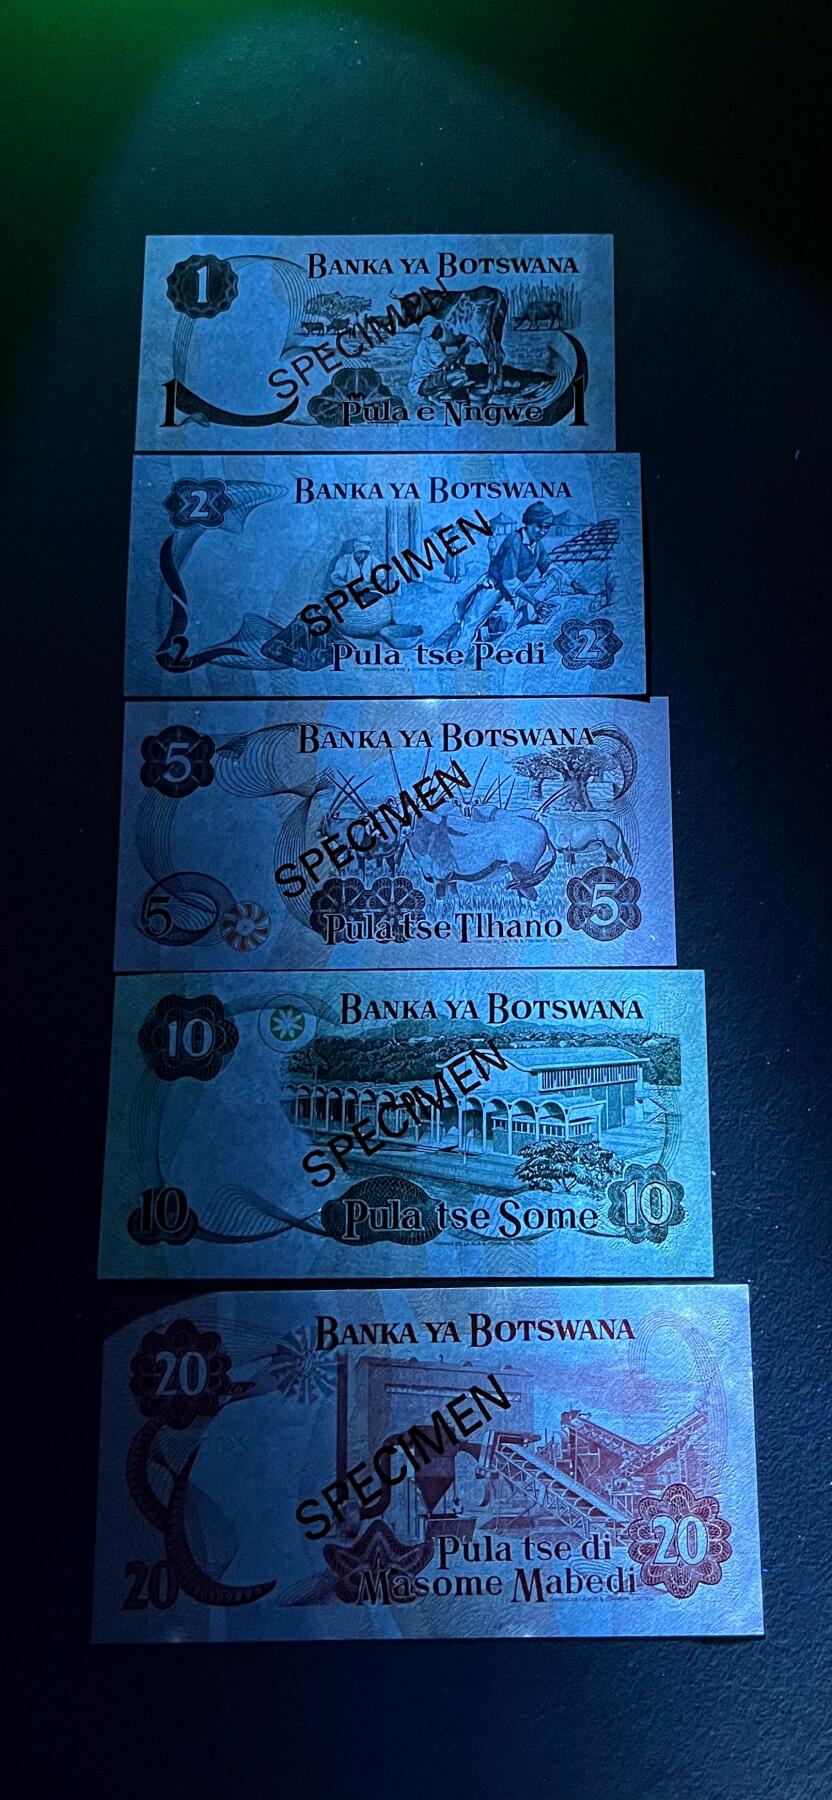 1
BANKA YA BOTSWANA
SPECIMEN
1
Pula e Nngwe
1
2
BANKA YA BOTSWANA
SPECIMEN
2
Pula tse Pedi
2
5
BANKA YA BOTSWANA
SPECIMEN
5
Pula tse Tlhano
5
10
BANKA YA BOTSWANA
SPECIMEN
10
Pula tse Some
10
20
BANKA YA BOTSWANA
SPECIMEN
20
Pula tse di
Masome Mabedi
20